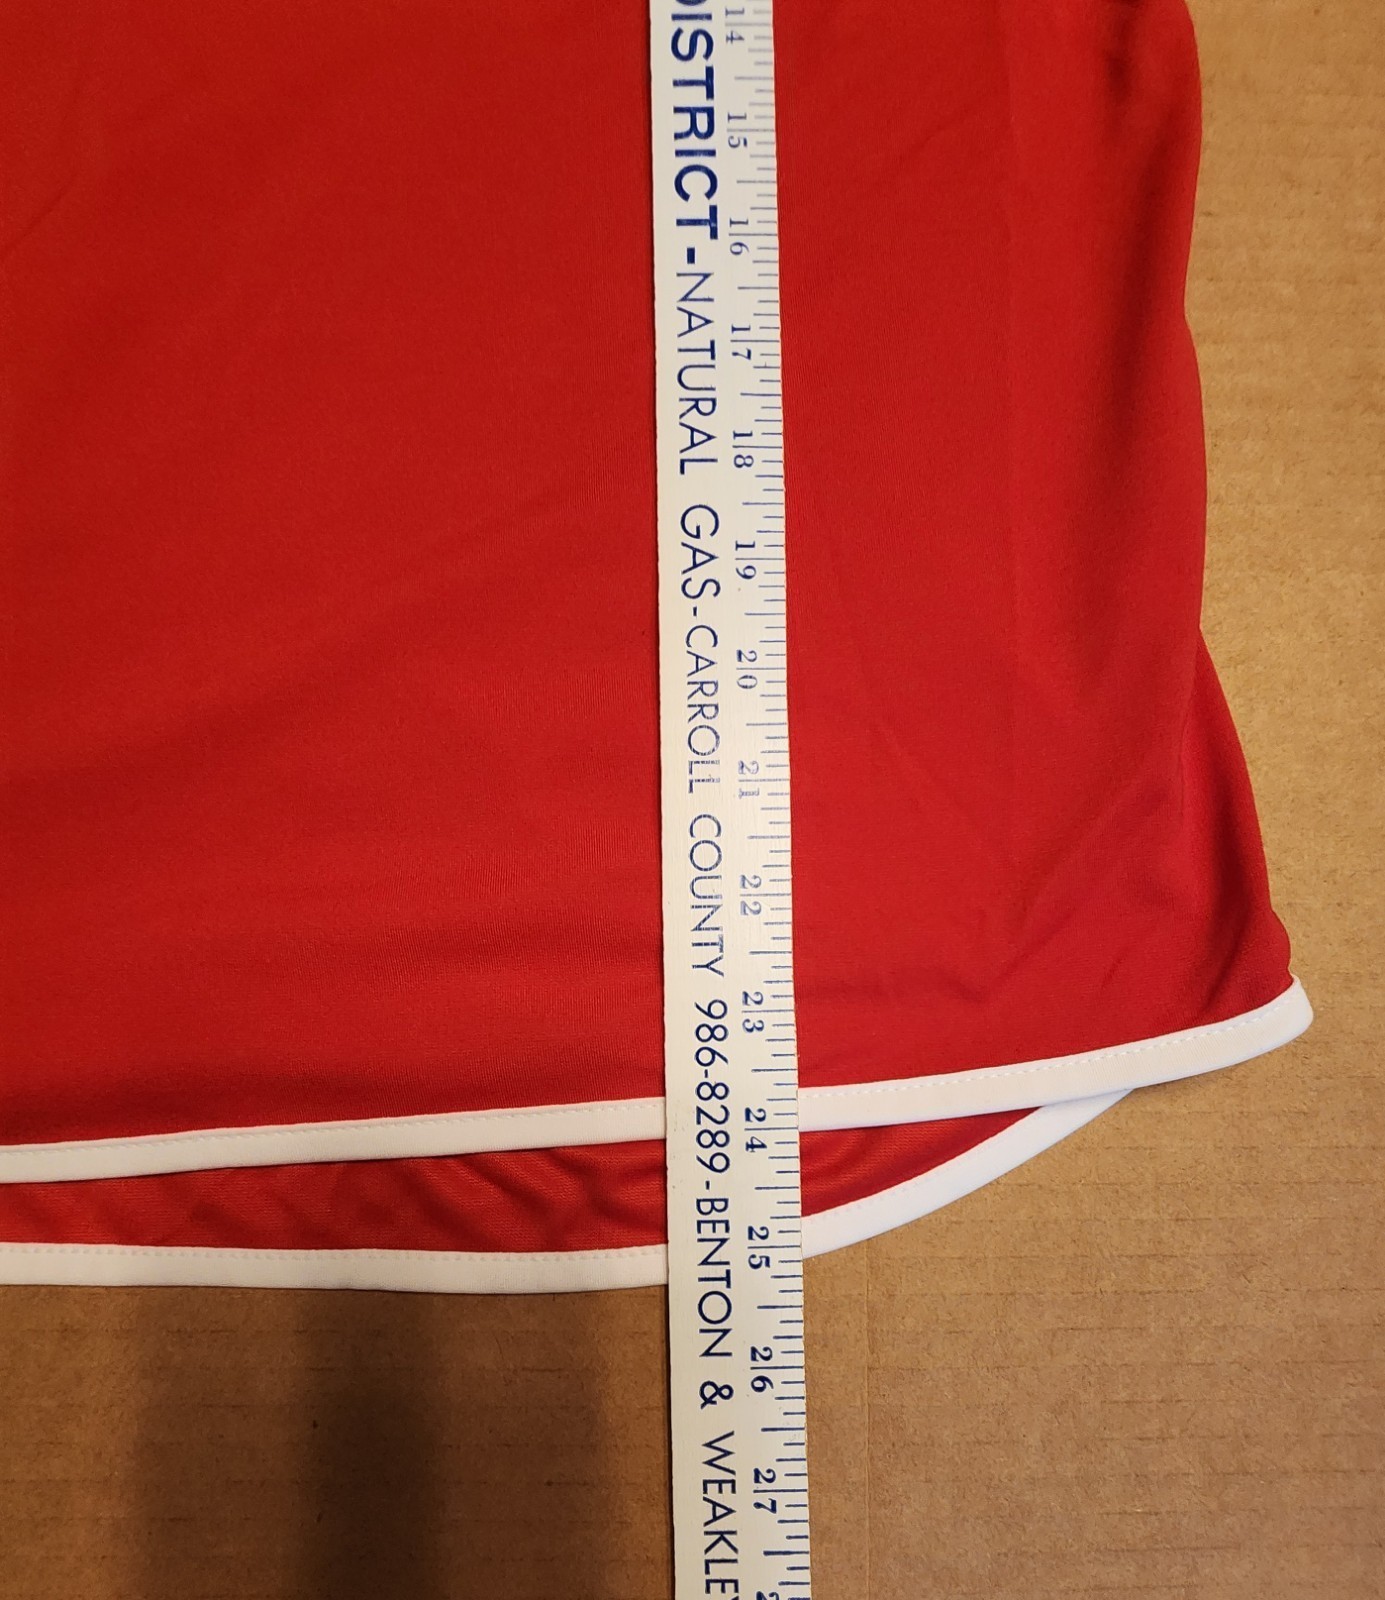 DISTRICT-NATURAL GAS-CARROLL COUNTY 986-8289-BENTON & WEAKLEY
14 15 16 17 18 19 20 21 22 23 24 25 26 27